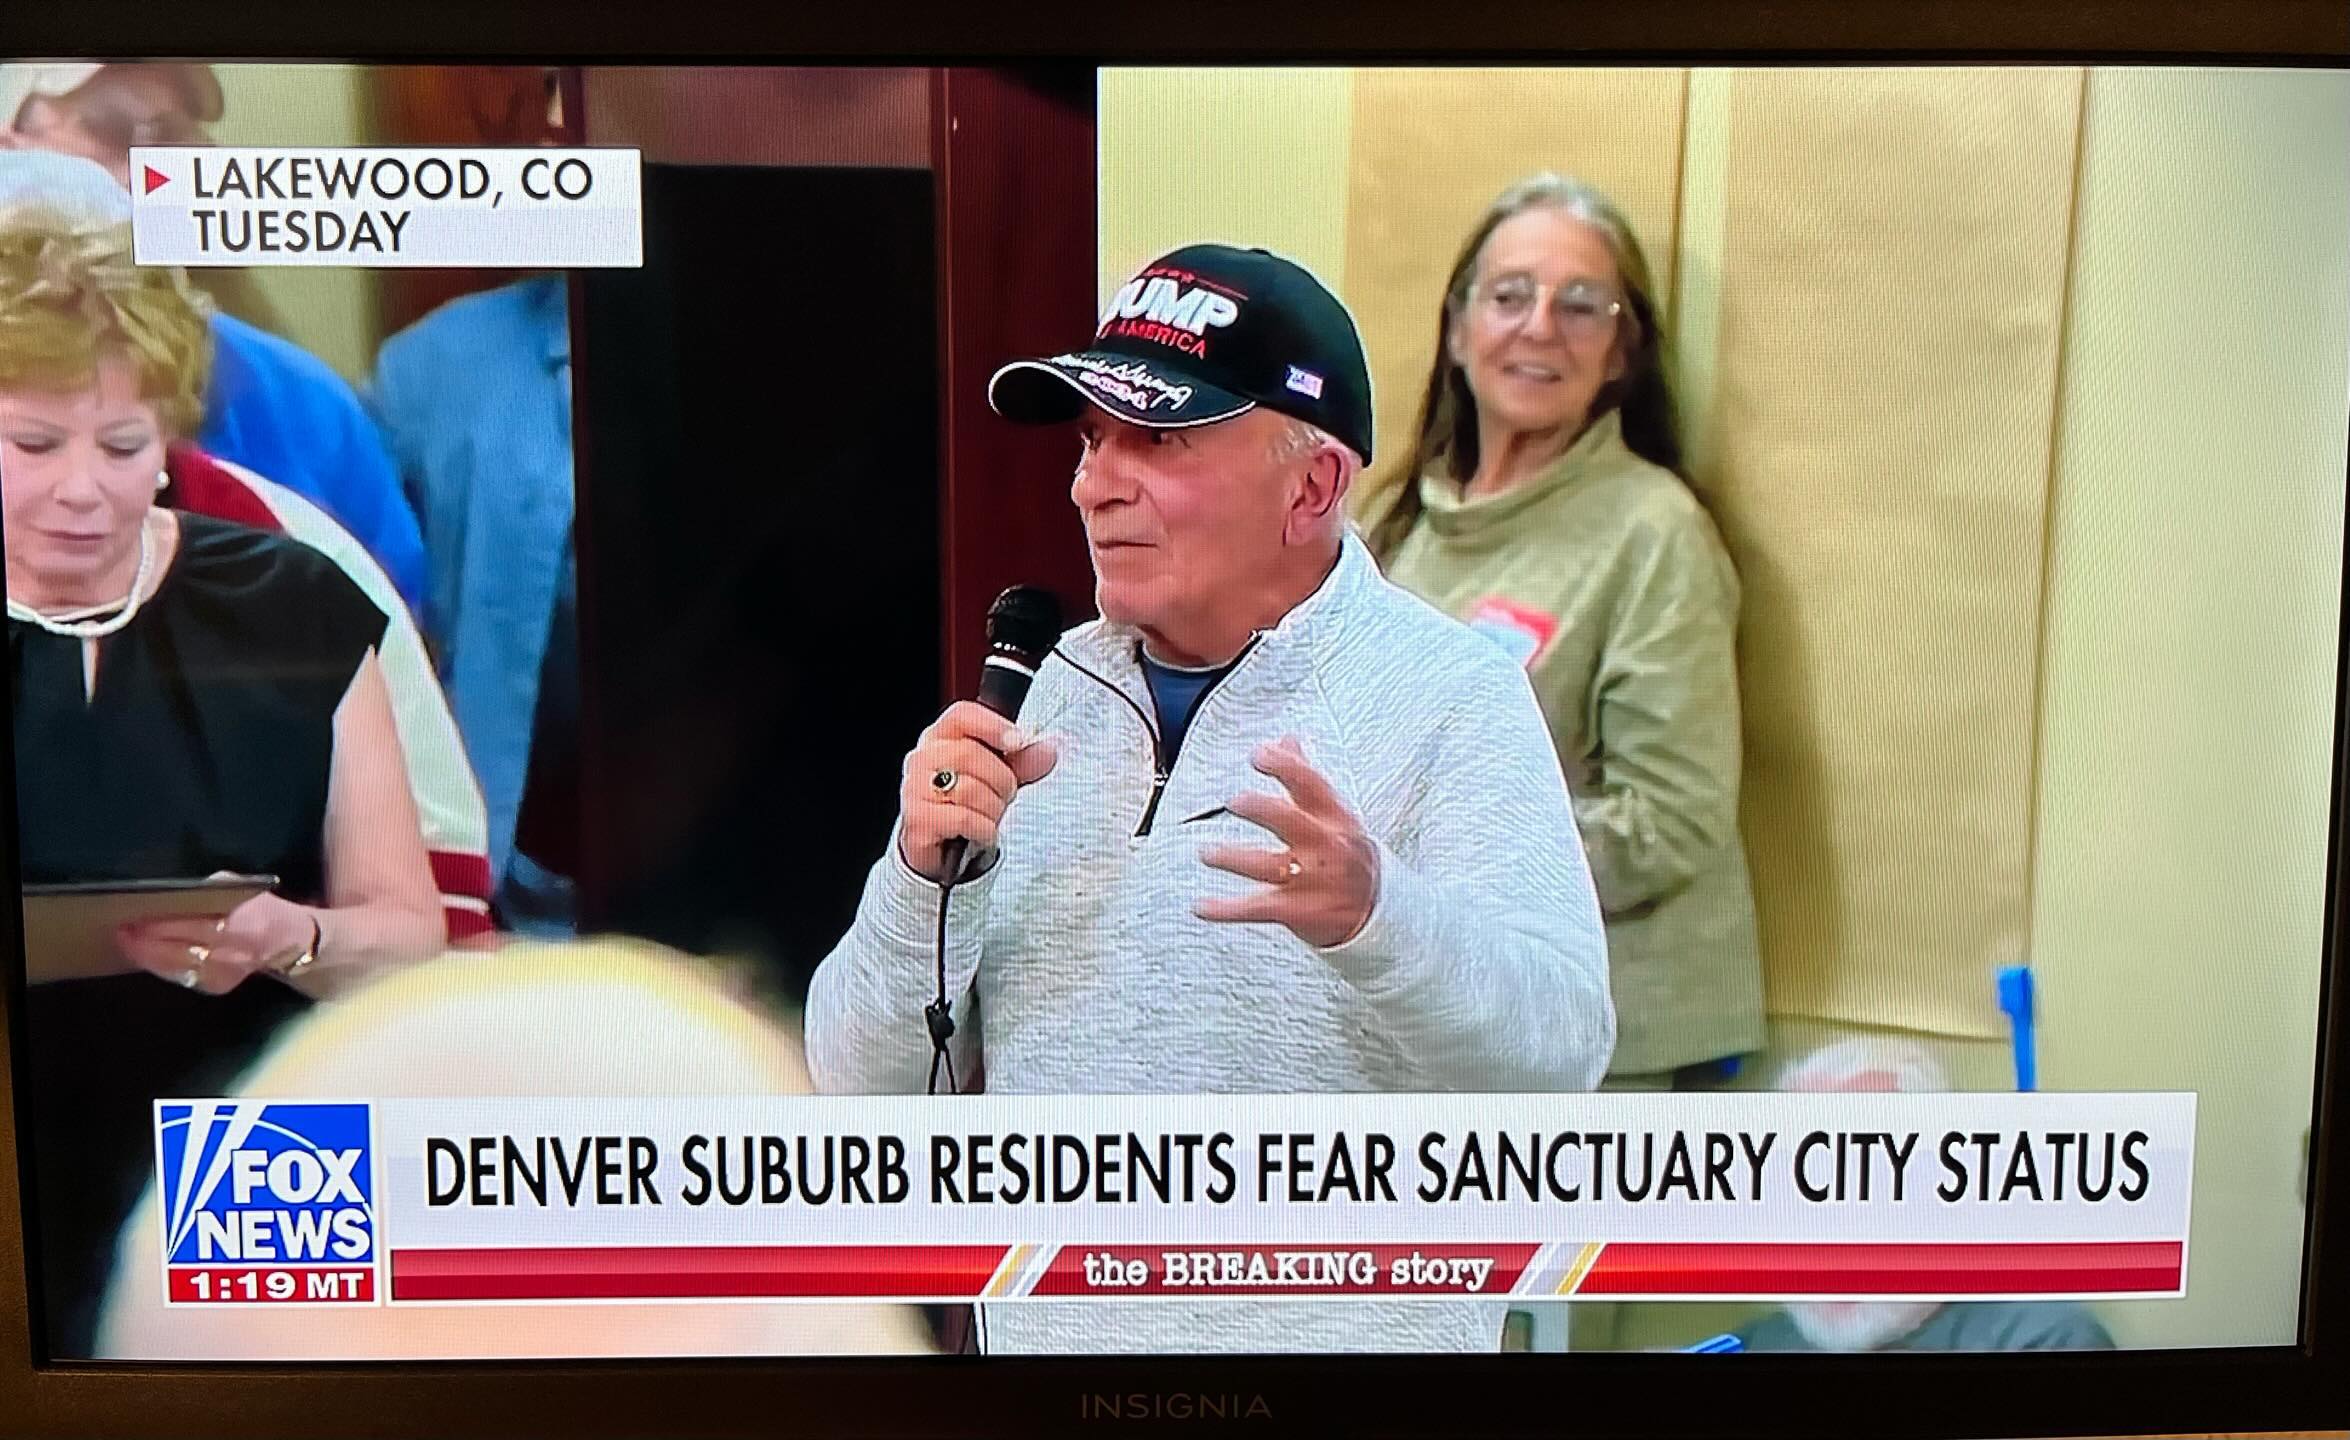 LAKEWOOD, CO
TUESDAY
UMP
AMERICA
DENVER SUBURB RESIDENTS FEAR SANCTUARY CITY STATUS
FOX
NEWS
1:19 MT
the BREAKING story
INSIGNIA